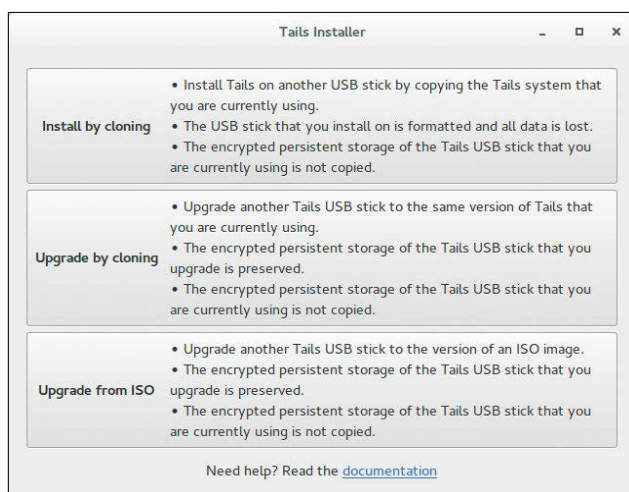 Tails Installer
• Install Tails on another USB stick by copying the Tails system that
you are currently using.
Install by cloning
• The USB stick that you install on is formatted and all data is lost.
• The encrypted persistent storage of the Tails USB stick that you
are currently using is not copied.
• Upgrade another Tails USB stick to the same version of Tails that
you are currently using.
Upgrade by cloning
• The encrypted persistent storage of the Tails USB stick that you
upgrade is preserved.
• The encrypted persistent storage of the Tails USB stick that you
are currently using is not copied.
• Upgrade another Tails USB stick to the version of an ISO image.
• The encrypted persistent storage of the Tails USB stick that you
Upgrade from ISO
upgrade is preserved.
• The encrypted persistent storage of the Tails USB stick that you
are currently using is not copied.
Need help? Read the documentation